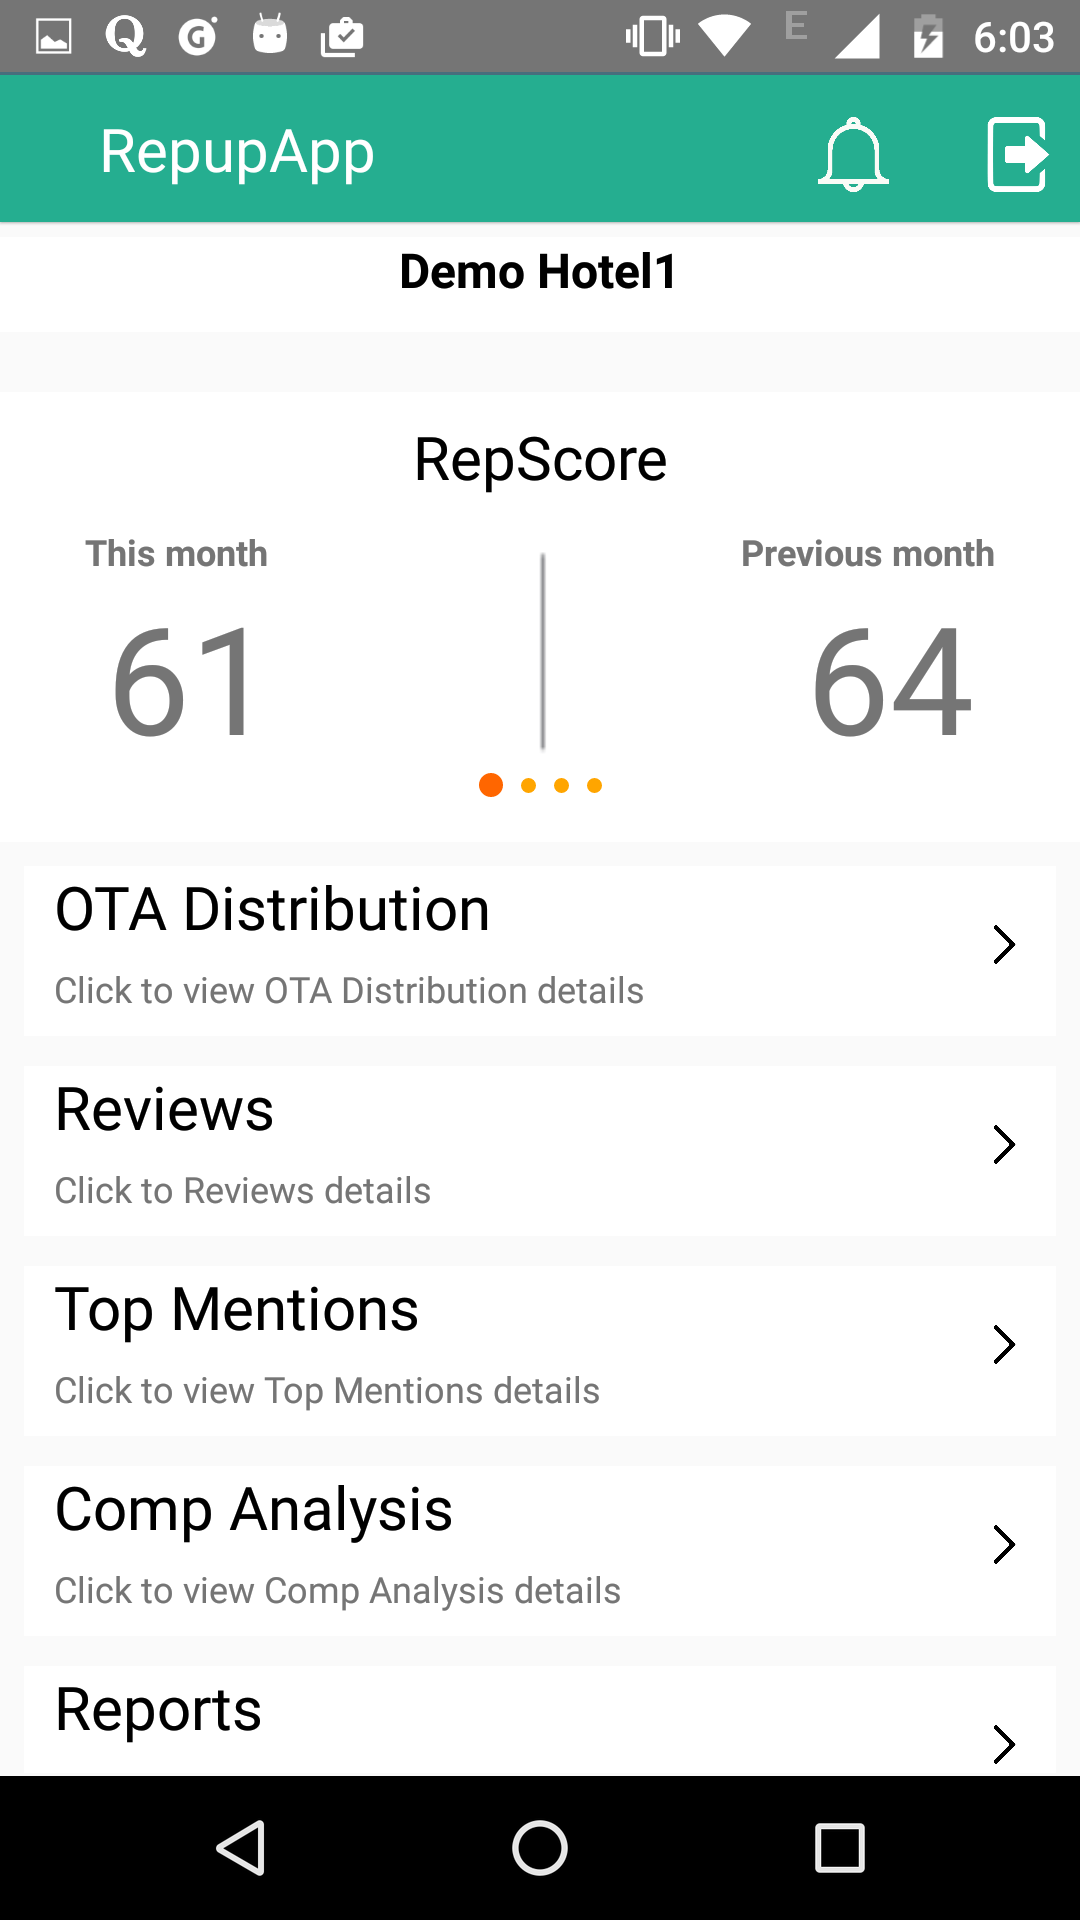 E 6:03
RepupApp
Demo Hotel1
RepScore
This month Previous month
61 64
OTA Distribution
Click to view OTA Distribution details
Reviews
Click to Reviews details
Top Mentions
Click to view Top Mentions details
Comp Analysis
Click to view Comp Analysis details
Reports